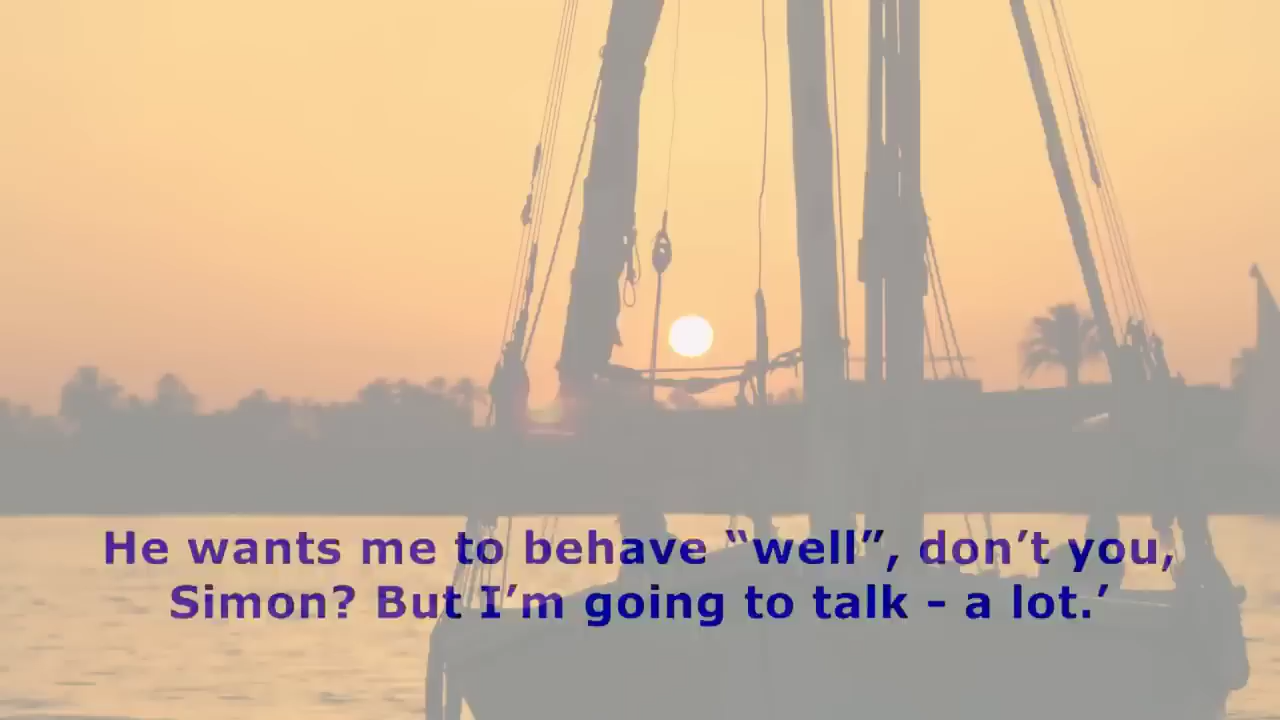 He wants me to behave “well”, don’t you,
Simon? But I’m going to talk - a lot.’